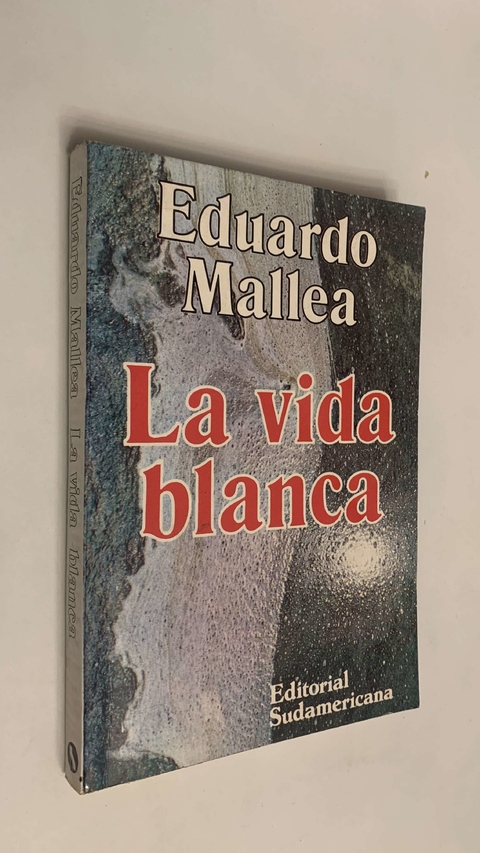 Eduardo
Mallea
La vida
blanca
Editorial
Sudamericana
Eduardo Mallea La vida blanca